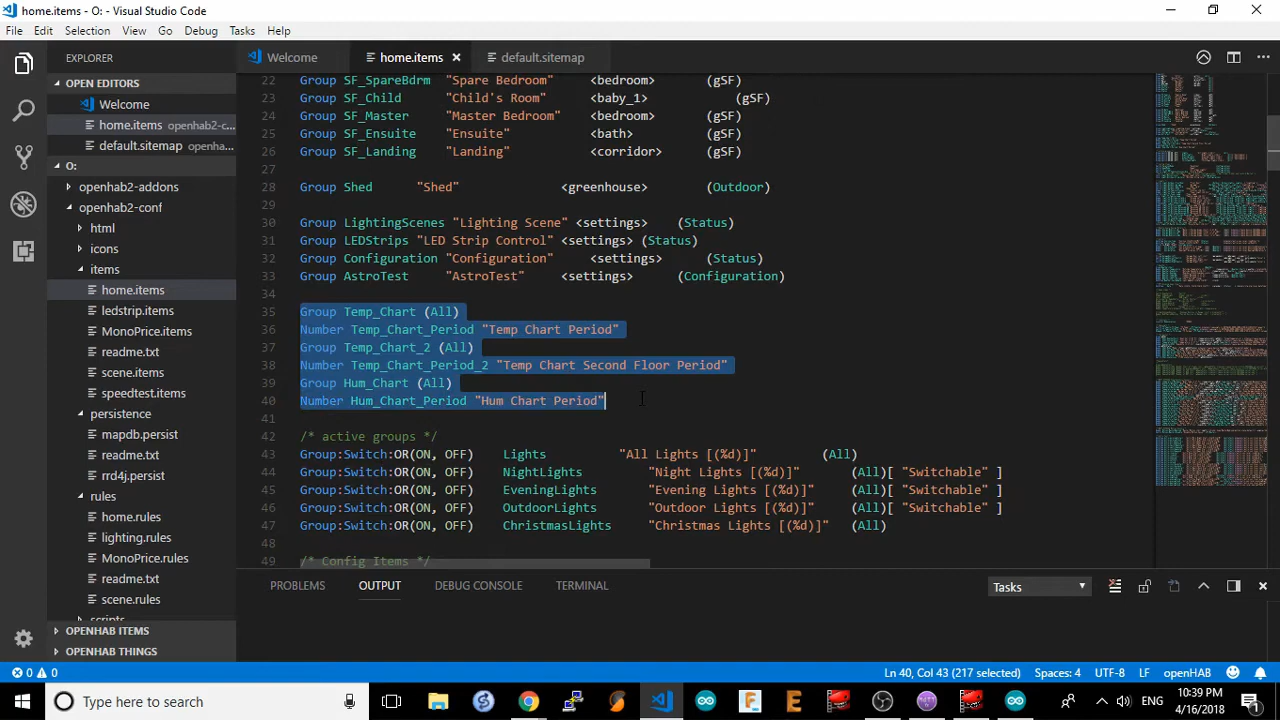 home.items - O: - Visual Studio Code
File Edit Selection View Go Debug Tasks Help
EXPLORER
OPEN EDITORS
Welcome
home.items openhab2-c...
default.sitemap openha...
O:
openhab2-addons
openhab2-conf
html
icons
items
home.items
ledstrip.items
MonoPrice.items
readme.txt
scene.items
speedtest.items
persistence
mapdb.persist
readme.txt
rrd4j.persist
rules
home.rules
lighting.rules
MonoPrice.rules
readme.txt
scene.rules
scripts
OPENHAB ITEMS
OPENHAB THINGS
Welcome home.items default.sitemap
22 Group SF_SpareBdrm "Spare Bedroom" <bedroom> (gSF)
23 Group SF_Child "Child's Room" <baby_1> (gSF)
24 Group SF_Master "Master Bedroom" <bedroom> (gSF)
25 Group SF_Ensuite "Ensuite" <bath> (gSF)
26 Group SF_Landing "Landing" <corridor> (gSF)
27
28 Group Shed "Shed" <greenhouse> (Outdoor)
29
30 Group LightingScenes "Lighting Scene" <settings> (Status)
31 Group LEDStrips "LED Strip Control" <settings> (Status)
32 Group Configuration "Configuration" <settings> (Status)
33 Group AstroTest "AstroTest" <settings> (Configuration)
34
35 Group Temp_Chart (All)
36 Number Temp_Chart_Period "Temp Chart Period"
37 Group Temp_Chart_2 (All)
38 Number Temp_Chart_Period_2 "Temp Chart Second Floor Period"
39 Group Hum_Chart (All)
40 Number Hum_Chart_Period "Hum Chart Period"
41
42 /* active groups */
43 Group:Switch:OR(ON, OFF) Lights "All Lights [(%d)]" (All)
44 Group:Switch:OR(ON, OFF) NightLights "Night Lights [(%d)]" (All)[ "Switchable" ]
45 Group:Switch:OR(ON, OFF) EveningLights "Evening Lights [(%d)]" (All)[ "Switchable" ]
46 Group:Switch:OR(ON, OFF) OutdoorLights "Outdoor Lights [(%d)]" (All)[ "Switchable" ]
47 Group:Switch:OR(ON, OFF) ChristmasLights "Christmas Lights [(%d)]" (All)
48
49 /* Config Items */
PROBLEMS OUTPUT DEBUG CONSOLE TERMINAL Tasks
0 0 Ln 40, Col 43 (217 selected) Spaces: 4 UTF-8 LF openHAB
Type here to search
ENG 10:39 PM
4/16/2018